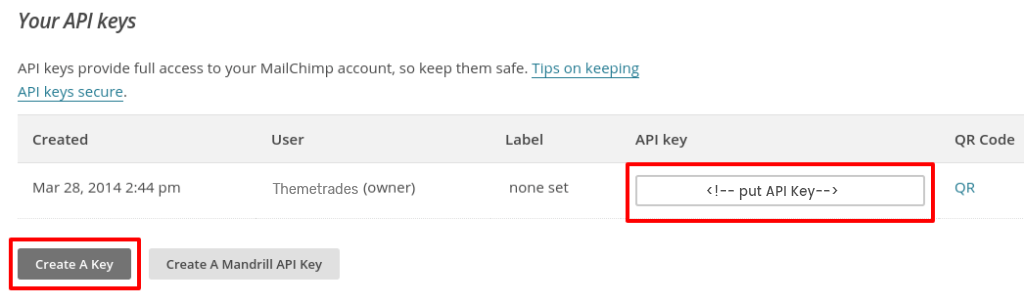 Your API keys
API keys provide full access to your MailChimp account, so keep them safe. Tips on keeping
API keys secure.
Created User Label API key QR Code
Mar 28, 2014 2:44 pm Themetrades (owner) none set <!-- put API Key--> QR
Create A Key Create A Mandrill API Key